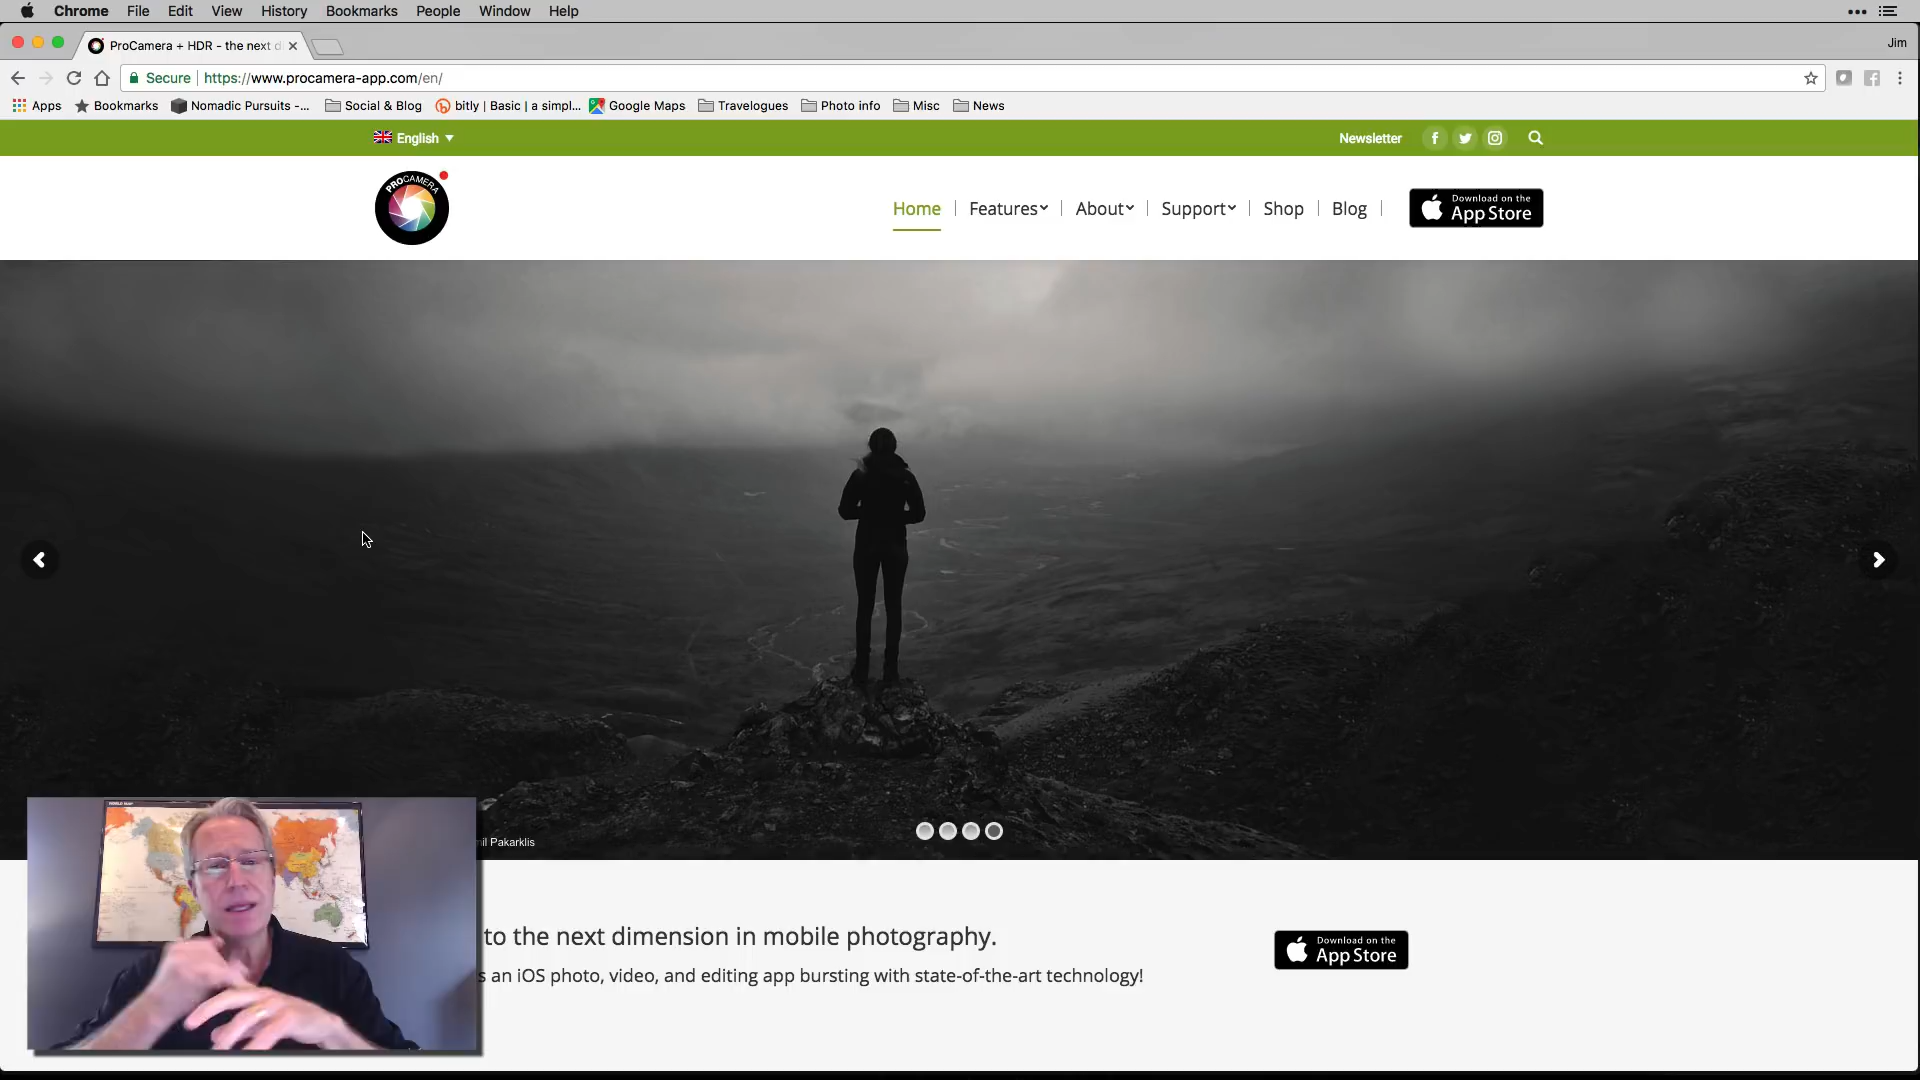 Chrome File Edit View History Bookmarks People Window Help
ProCamera + HDR - the next d
Jim
Secure https://www.procamera-app.com/en/
Apps Bookmarks Nomadic Pursuits -... Social & Blog bitly | Basic | a simpl... Google Maps Travelogues Photo info Misc News
English Newsletter
PROCAMERA
Home Features About Support Shop Blog
Download on the
App Store
Pakarklis
to the next dimension in mobile photography.
s an iOS photo, video, and editing app bursting with state-of-the-art technology!
Download on the
App Store